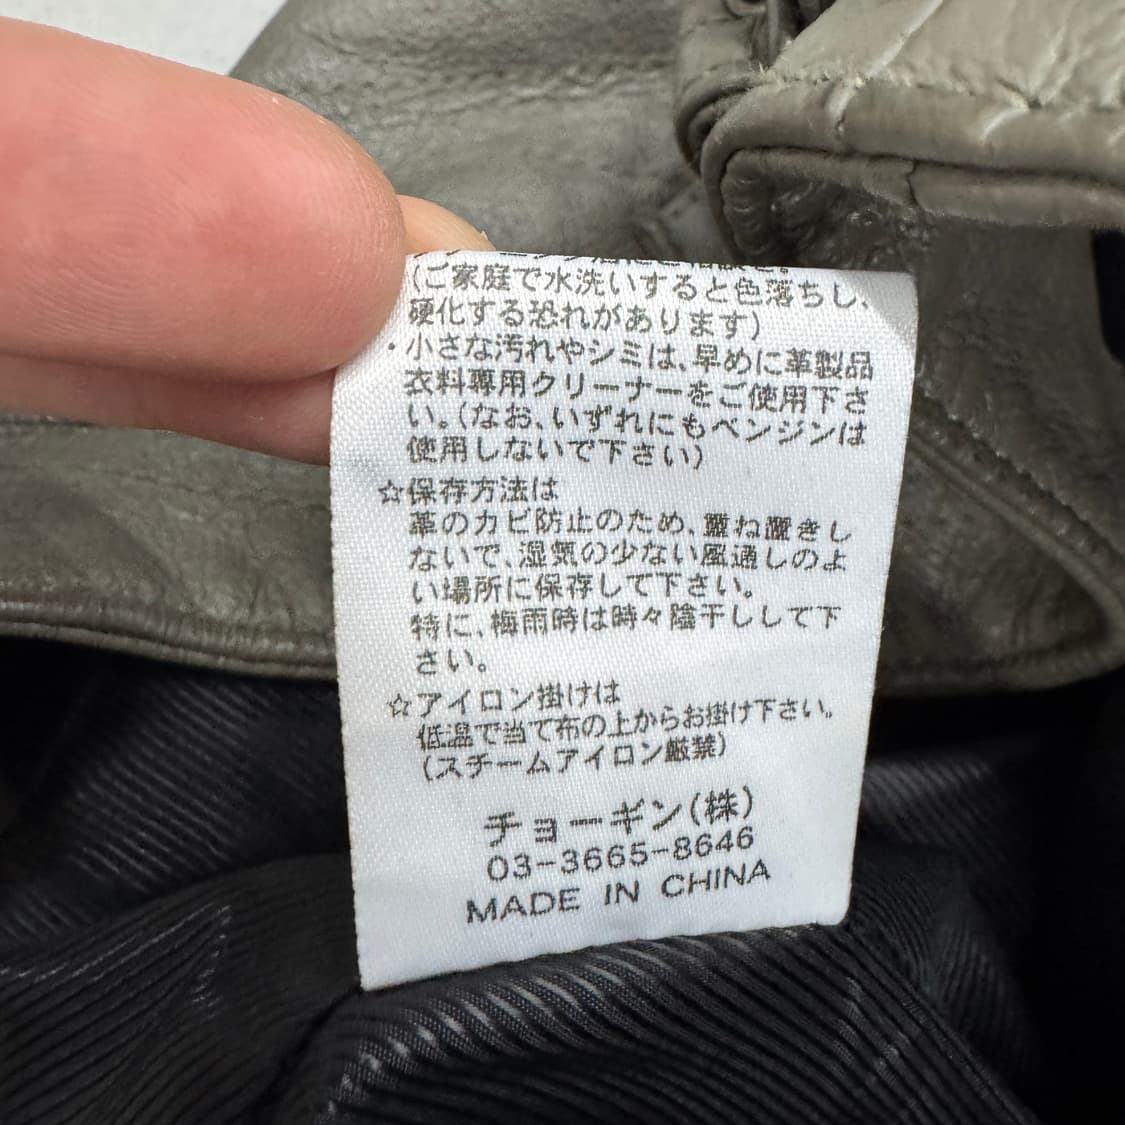 (ご家庭で水洗いすると色落ちし、
硬化する恐れがあります)
・小さな汚れやシミは、早めに革製品
衣料専用クリーナーをご使用下さ
い。(なお、いずれにもベンジンは
使用しないで下さい)
☆保存方法は
革のカビ防止のため、重ね置きし
ないで、湿気の少ない風通しのよ
い場所に保存して下さい。
特に、梅雨時は時々陰干しして下
さい。
☆アイロン掛けは
低温で当て布の上からお掛け下さい。
(スチームアイロン厳禁)
チョーギン(株)
03-3665-8646
MADE IN CHINA